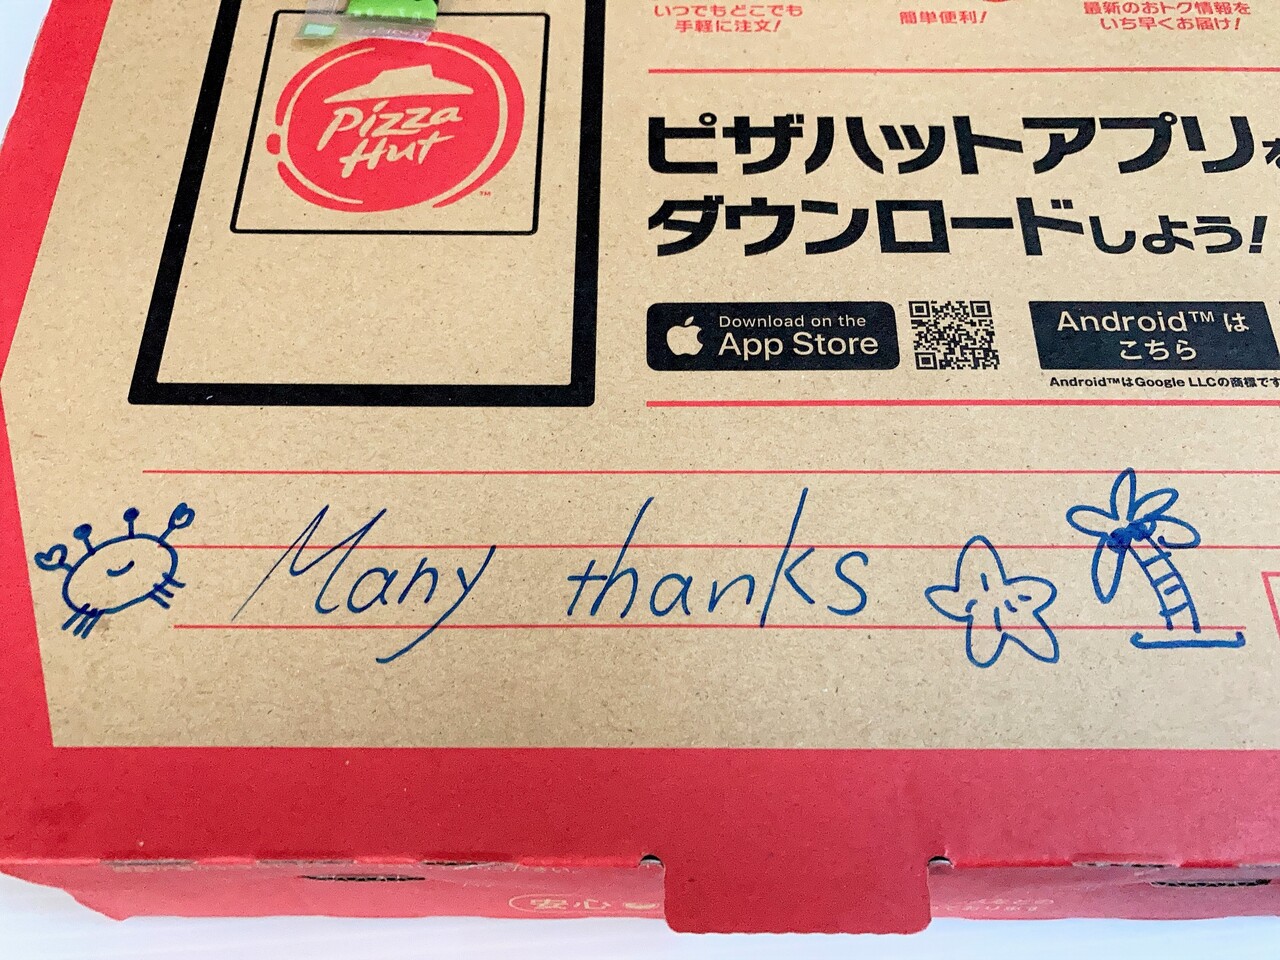 いつでもどこでも
手軽に注文!
簡単便利!
最新のおトク情報を
いち早くお届け!
Pizza
Hut
™
ピザハットアプリ
ダウンロードしよう!
Download on the
App Store
Android™ は
こちら
Android™はGoogle LLCの商標です
Many thanks
安心